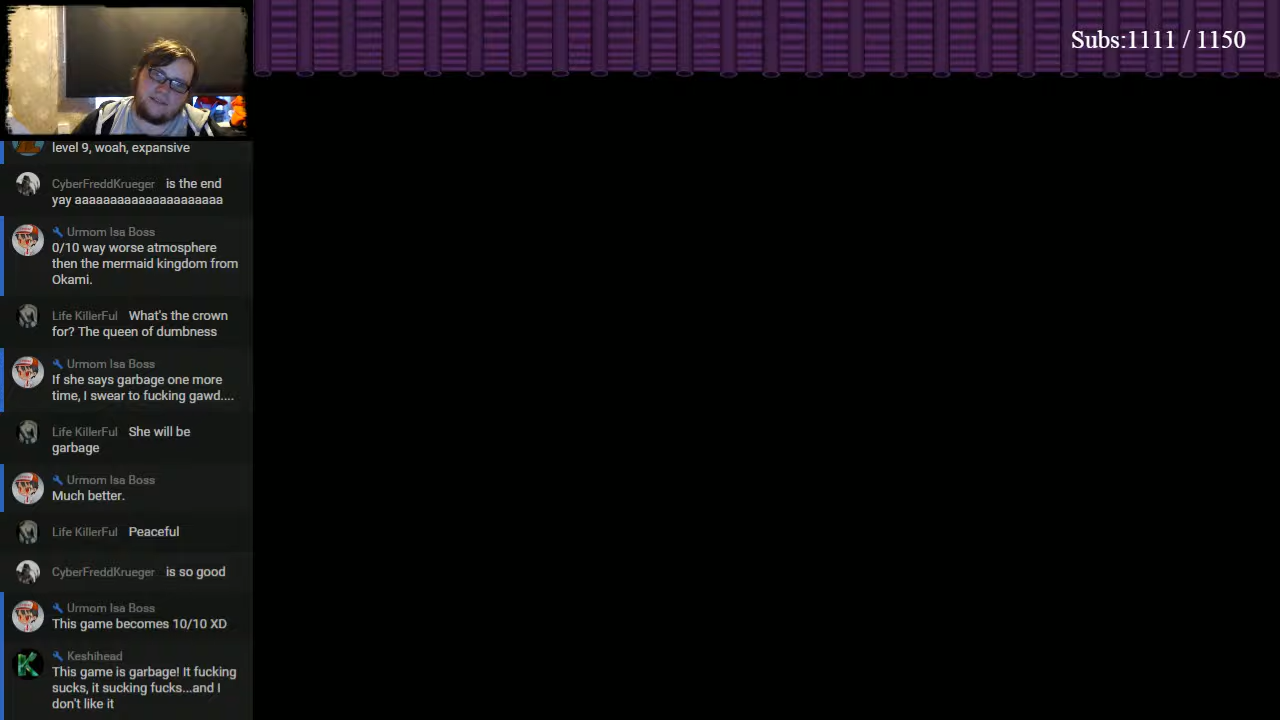 Subs:1111 / 1150
level 9, woah, expansive
CyberFreddKrueger is the end
yay aaaaaaaaaaaaaaaaaaaaa
Urmom Isa Boss
0/10 way worse atmosphere
then the mermaid kingdom from
Okami.
Life KillerFul What's the crown
for? The queen of dumbness
Urmom Isa Boss
If she says garbage one more
time, I swear to fucking gawd....
Life KillerFul She will be
garbage
Urmom Isa Boss
Much better.
Life KillerFul Peaceful
CyberFreddKrueger is so good
Urmom Isa Boss
This game becomes 10/10 XD
K Keshihead
This game is garbage! It fucking
sucks, it sucking fucks...and I
don't like it